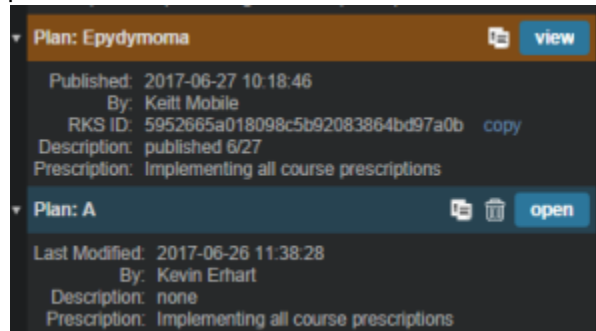 Plan: Epydymoma view
Published: 2017-06-27 10:18:46
By: Keitt Mobile
RKS ID: 5952665a018098c5b92083864bd97a0b copy
Description: published 6/27
Prescription: Implementing all course prescriptions
Plan: A open
Last Modified: 2017-06-26 11:38:28
By: Kevin Erhart
Description: none
Prescription: Implementing all course prescriptions